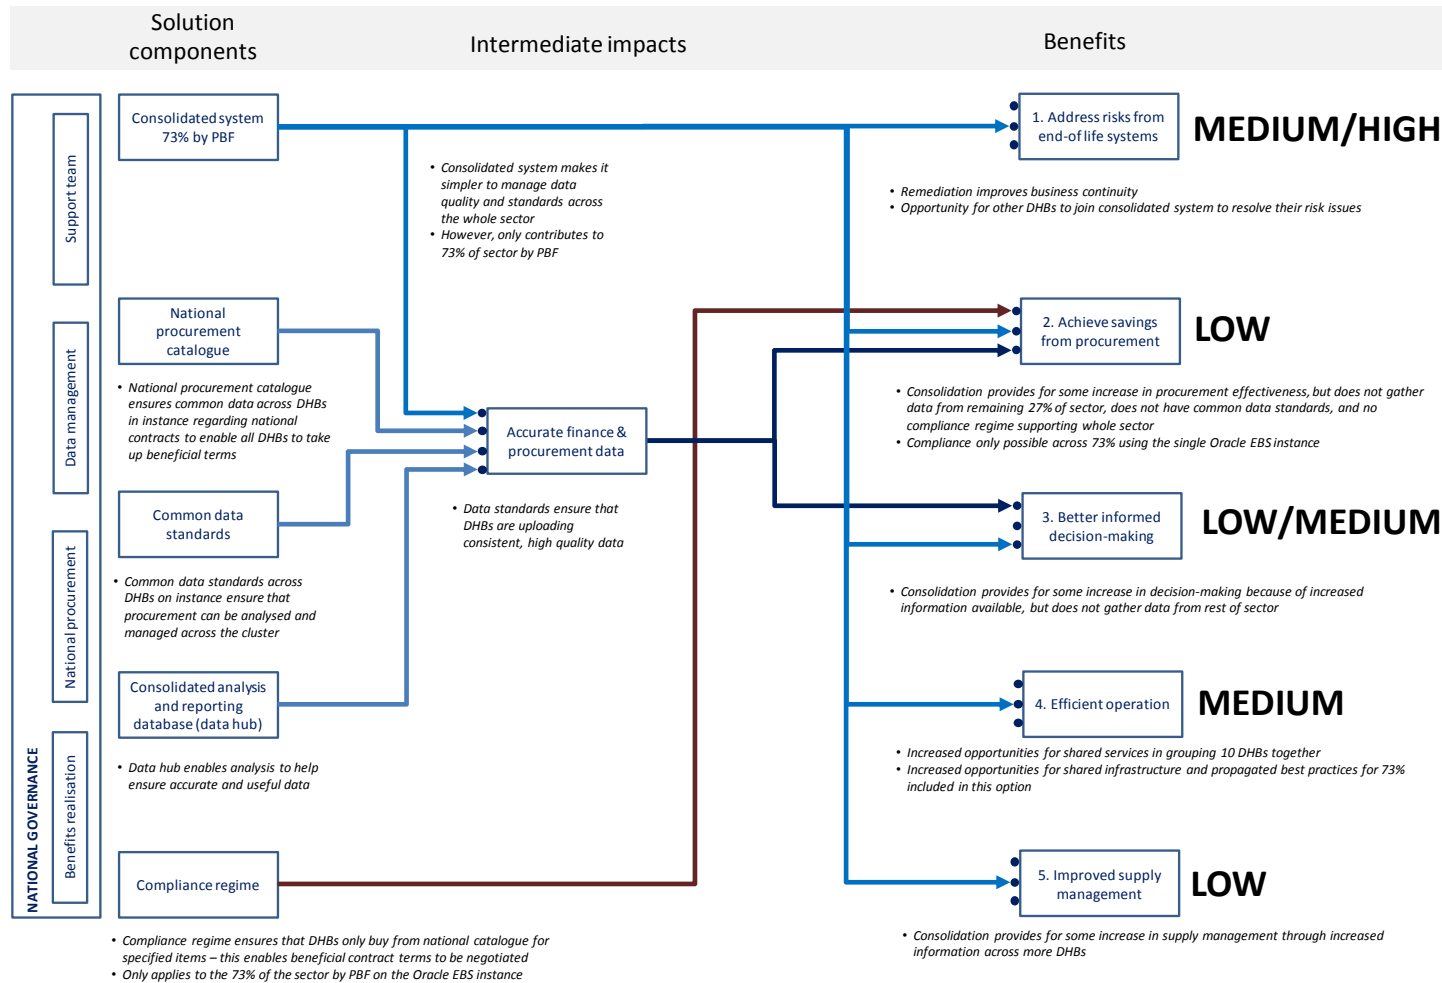 Solution
components
Intermediate impacts
Benefits
NATIONAL GOVERNANCE
Support team
Data management
National procurement
Benefits realisation
Consolidated system
73% by PBF
• Consolidated system makes it
simpler to manage data
quality and standards across
the whole sector
• However, only contributes to
73% of sector by PBF
National
procurement
catalogue
• National procurement catalogue
ensures common data across DHBs
in instance regarding national
contracts to enable all DHBs to take
up beneficial terms
Common data
standards
• Common data standards across
DHBs on instance ensure that
procurement can be analysed and
managed across the cluster
Consolidated analysis
and reporting
database (data hub)
• Data hub enables analysis to help
ensure accurate and useful data
Compliance regime
• Compliance regime ensures that DHBs only buy from national catalogue for
specified items – this enables beneficial contract terms to be negotiated
• Only applies to the 73% of the sector by PBF on the Oracle EBS instance
Accurate finance &
procurement data
• Data standards ensure that
DHBs are uploading
consistent, high quality data
1. Address risks from
end-of life systems
MEDIUM/HIGH
• Remediation improves business continuity
• Opportunity for other DHBs to join consolidated system to resolve their risk issues
2. Achieve savings
from procurement
LOW
• Consolidation provides for some increase in procurement effectiveness, but does not gather
data from remaining 27% of sector, does not have common data standards, and no
compliance regime supporting whole sector
• Compliance only possible across 73% using the single Oracle EBS instance
3. Better informed
decision-making
LOW/MEDIUM
• Consolidation provides for some increase in decision-making because of increased
information available, but does not gather data from rest of sector
4. Efficient operation
MEDIUM
• Increased opportunities for shared services in grouping 10 DHBs together
• Increased opportunities for shared infrastructure and propagated best practices for 73%
included in this option
5. Improved supply
management
LOW
• Consolidation provides for some increase in supply management through increased
information across more DHBs